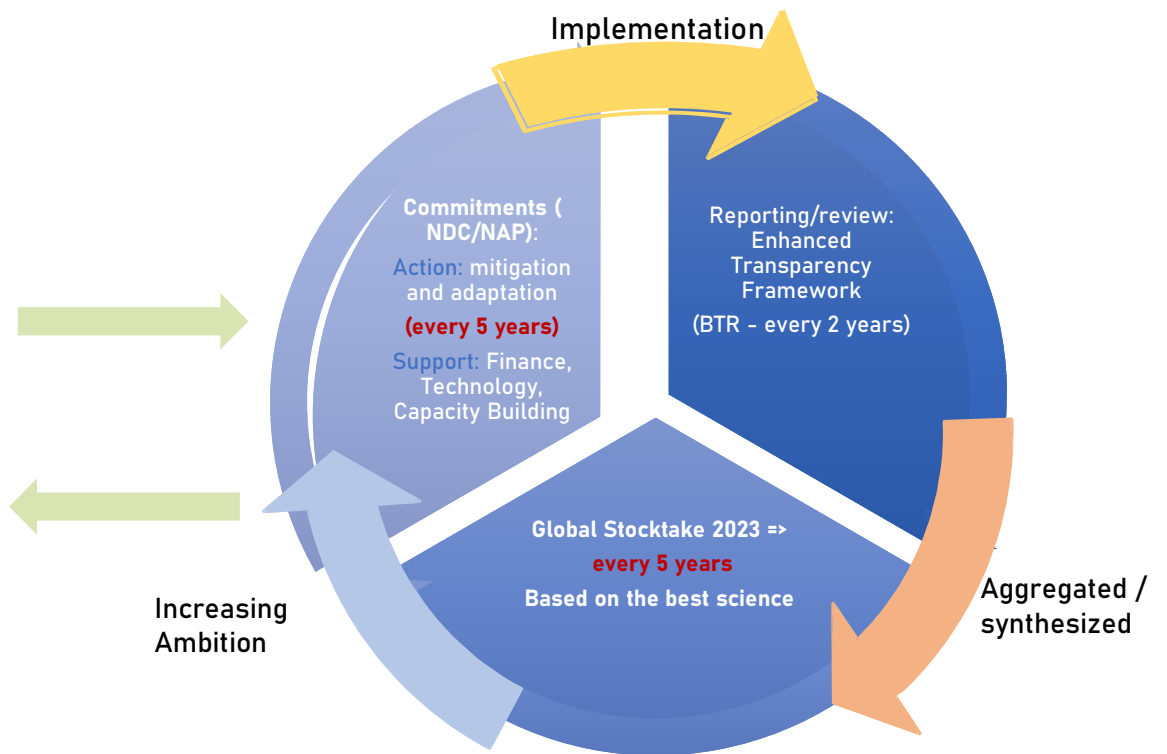 Implementation
Commitments (
NDC/NAP):
Action: mitigation
and adaptation
(every 5 years)
Support: Finance,
Technology,
Capacity Building
Reporting/review:
Enhanced
Transparency
Framework
(BTR - every 2 years)
Global Stocktake 2023 =>
every 5 years
Based on the best science
Aggregated /
synthesized
Increasing
Ambition